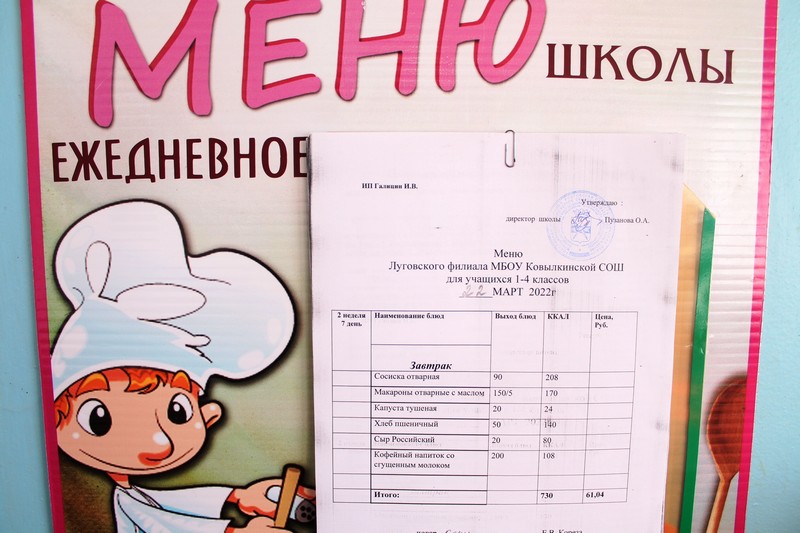 МЕНЮ ШКОЛЫ
ЕЖЕДНЕВНОЕ
ИП Галицин И.В.
Утверждаю :
директор школы Пузанова О.А.
Меню
Луговского филиала МБОУ Ковылкинской СОШ
для учащихся 1-4 классов
22 МАРТ 2022г
2 неделя 7 день Наименование блюд Выход блюд ККАЛ Цена, Руб.
Завтрак
Сосиска отварная 90 208
Макароны отварные с маслом 150/5 170
Капуста тушеная 20 24
Хлеб пшеничный 50 140
Сыр Российский 20 80
Кофейный напиток со сгущенным молоком 200 108
Итого: 730 61,04